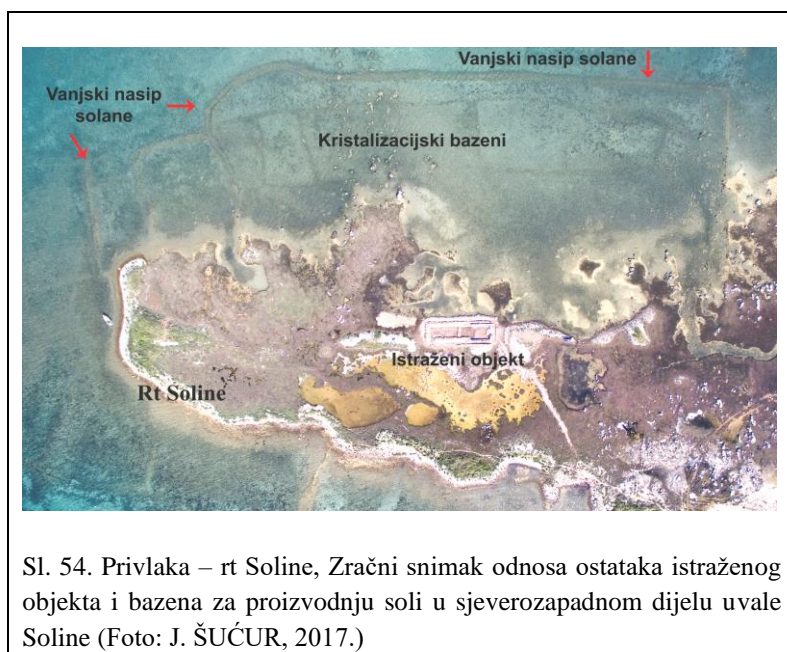 Vanjski nasip solane
Vanjski nasip
solane
Kristalizacijski bazeni
Istraženi objekt
Rt Soline
Sl. 54. Privlaka – rt Soline, Zračni snimak odnosa ostataka istraženog
objekta i bazena za proizvodnju soli u sjeverozapadnom dijelu uvale
Soline (Foto: J. ŠUĆUR, 2017.)